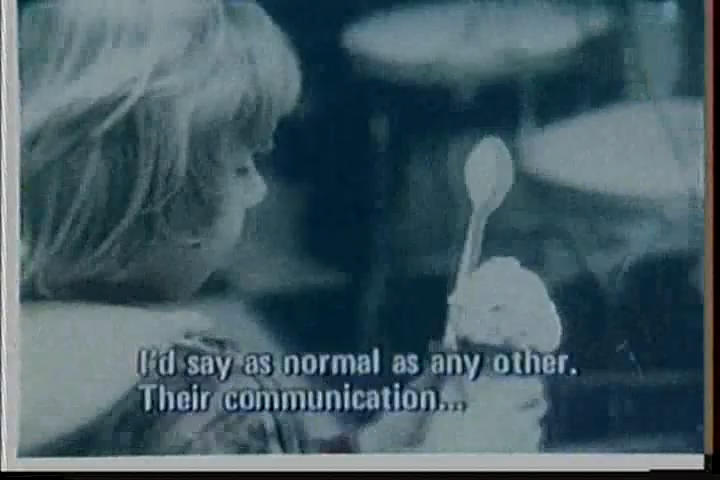 I'd say as normal as any other.
Their communication...